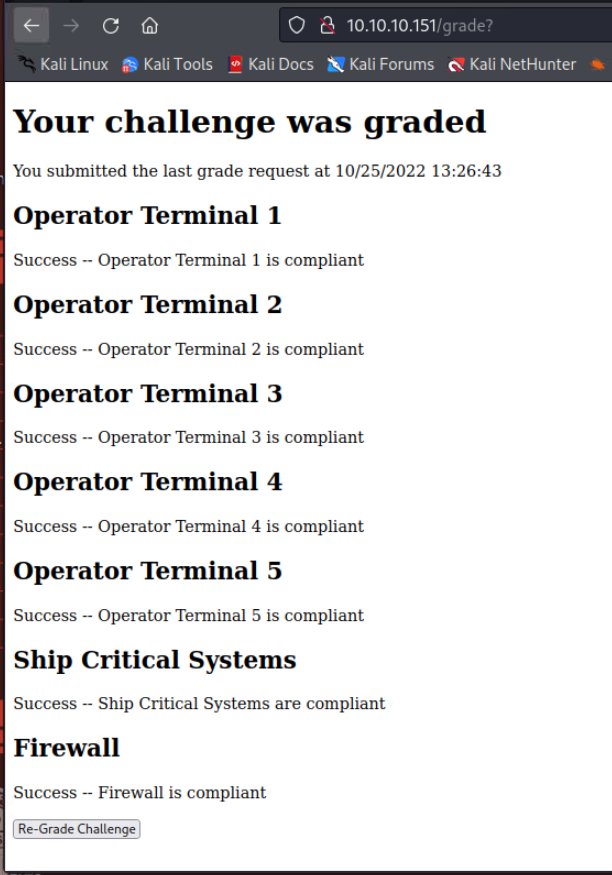 10.10.10.151/grade?
Kali Linux Kali Tools Kali Docs Kali Forums Kali NetHunter
Your challenge was graded
You submitted the last grade request at 10/25/2022 13:26:43
Operator Terminal 1
Success -- Operator Terminal 1 is compliant
Operator Terminal 2
Success -- Operator Terminal 2 is compliant
Operator Terminal 3
Success -- Operator Terminal 3 is compliant
Operator Terminal 4
Success -- Operator Terminal 4 is compliant
Operator Terminal 5
Success -- Operator Terminal 5 is compliant
Ship Critical Systems
Success -- Ship Critical Systems are compliant
Firewall
Success -- Firewall is compliant
Re-Grade Challenge